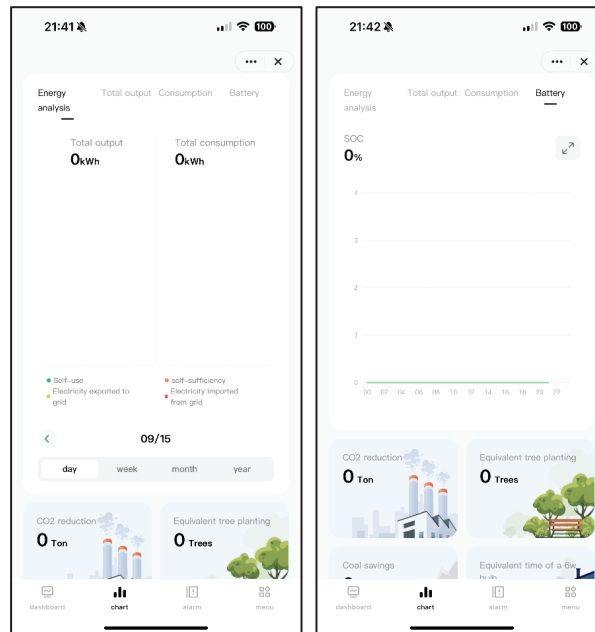 21:41
100
Energy analysis
Total output
Consumption
Battery
Total output
0kWh
Total consumption
0kWh
Self-use
Electricity exported to grid
self-sufficiency
Electricity imported from grid
09/15
day
week
month
year
CO2 reduction
0 Ton
Equivalent tree planting
0 Trees
dashboard
chart
alarm
menu
21:42
100
Energy analysis
Total output
Consumption
Battery
SOC
0%
4
3
2
1
0
00 02 04 06 08 10 12 14 16 18 20 22
CO2 reduction
0 Ton
Equivalent tree planting
0 Trees
Coal savings
Equivalent time of a 6w
dashboard
chart
alarm
menu